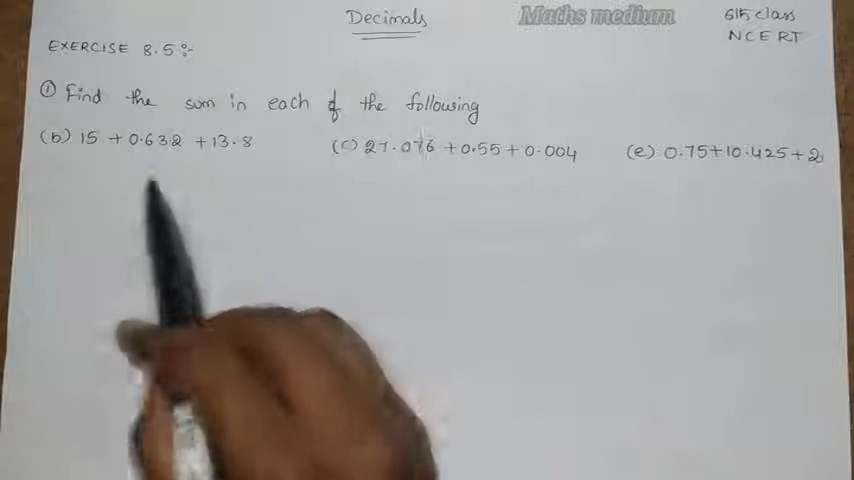 Decimals
Maths medium
6th class
NCERT
EXERCISE 8.5:-
① Find the sum in each of the following
(b) 15 + 0.632 + 13.8
(c) 27.076 + 0.55 + 0.004
(e) 0.75+10.425+2